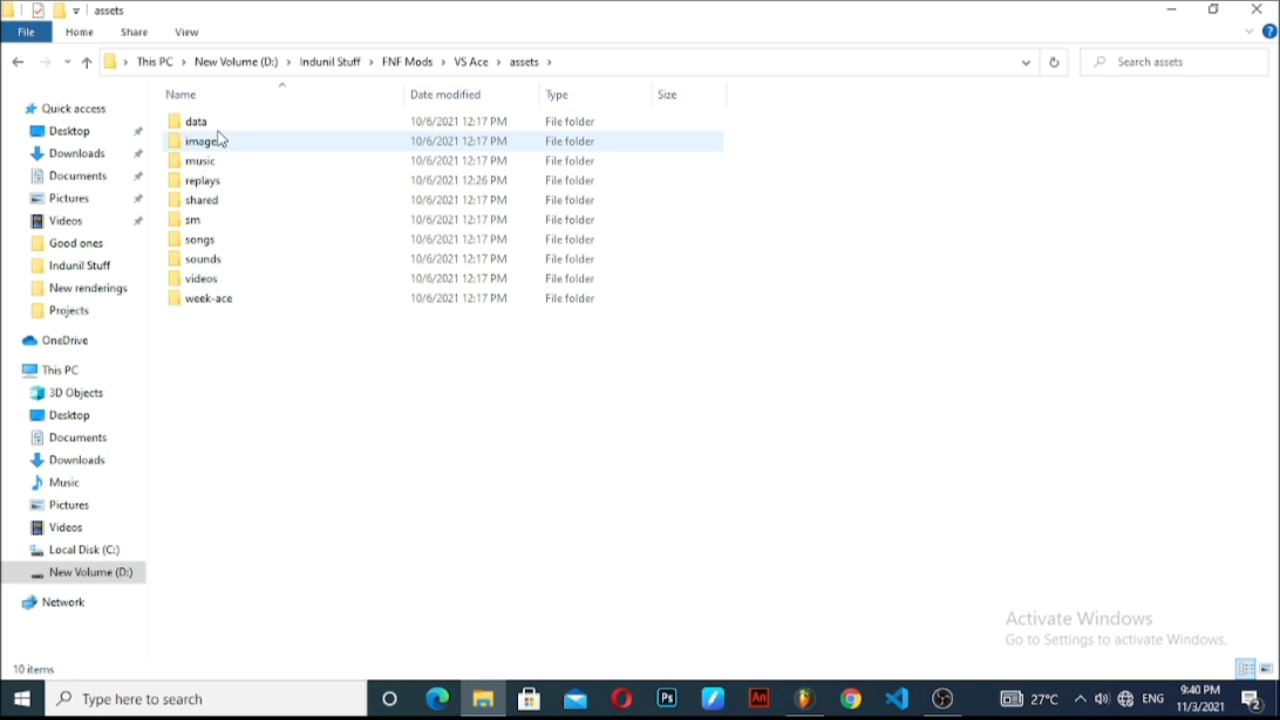 assets
File Home Share View
This PC New Volume (D:) Indunil Stuff FNF Mods VS Ace assets Search assets
Name Date modified Type Size
data 10/6/2021 12:17 PM File folder
images 10/6/2021 12:17 PM File folder
music 10/6/2021 12:17 PM File folder
replays 10/6/2021 12:26 PM File folder
shared 10/6/2021 12:17 PM File folder
sm 10/6/2021 12:17 PM File folder
songs 10/6/2021 12:17 PM File folder
sounds 10/6/2021 12:17 PM File folder
videos 10/6/2021 12:17 PM File folder
week-ace 10/6/2021 12:17 PM File folder
Quick access
Desktop
Downloads
Documents
Pictures
Videos
Good ones
Indunil Stuff
New renderings
Projects
OneDrive
This PC
3D Objects
Desktop
Documents
Downloads
Music
Pictures
Videos
Local Disk (C:)
New Volume (D:)
Network
Activate Windows
Go to Settings to activate Windows.
10 items
Type here to search
Ps
An
27°C
ENG
9:40 PM
11/3/2021
2